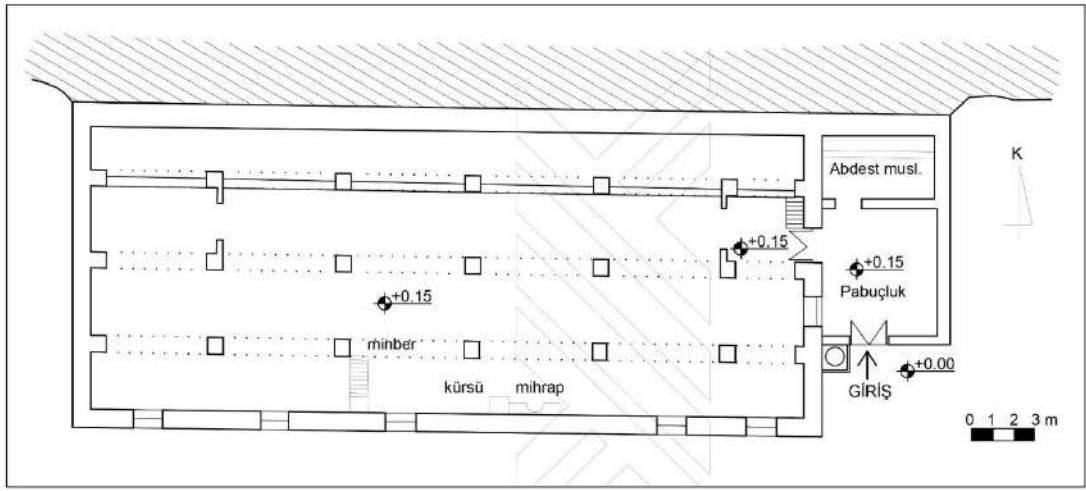 K
Abdest musl.
+0.15
+0.15
+0.15
Pabuçluk
minber
kürsü mihrap
+0.00
GİRİŞ
0 1 2 3 m